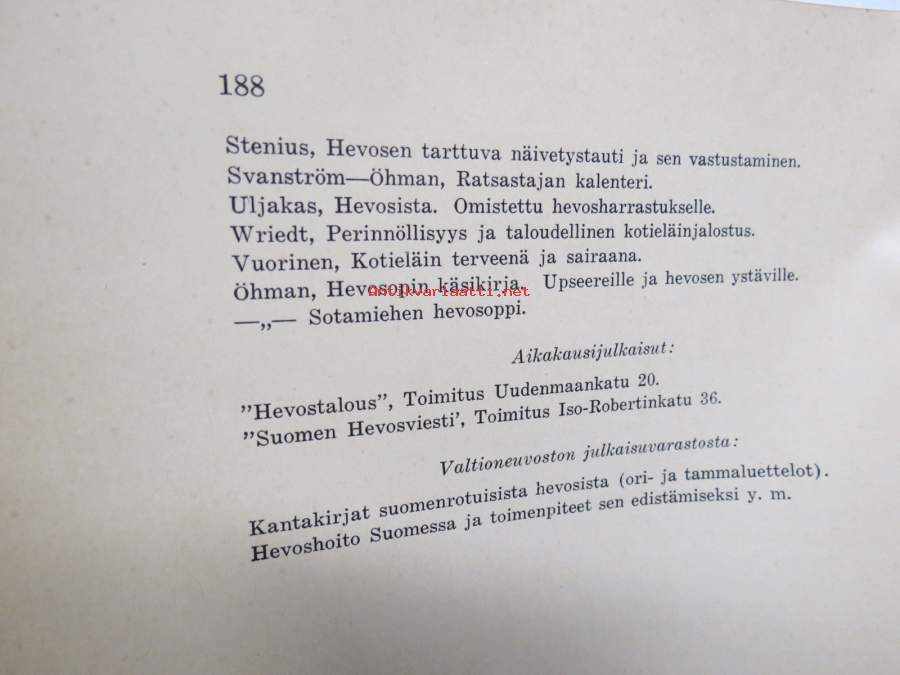 188
Stenius, Hevosen tarttuva näivetystauti ja sen vastustaminen.
Svanström—Öhman, Ratsastajan kalenteri.
Uljakas, Hevosista. Omistettu hevosharrastukselle.
Wriedt, Perinnöllisyys ja taloudellinen kotieläinjalostus.
Vuorinen, Kotieläin terveenä ja sairaana.
Öhman, Hevosopin käsikirja. Upseereille ja hevosen ystäville.
Antikvariaatti.net
—„— Sotamiehen hevosoppi.
Aikakausijulkaisut:
”Hevostalous”, Toimitus Uudenmaankatu 20.
”Suomen Hevosviesti’, Toimitus Iso-Robertinkatu 36.
Valtioneuvoston julkaisuvarastosta:
Kantakirjat suomenrotuisista hevosista (ori- ja tammaluettelot).
Hevoshoito Suomessa ja toimenpiteet sen edistämiseksi y. m.